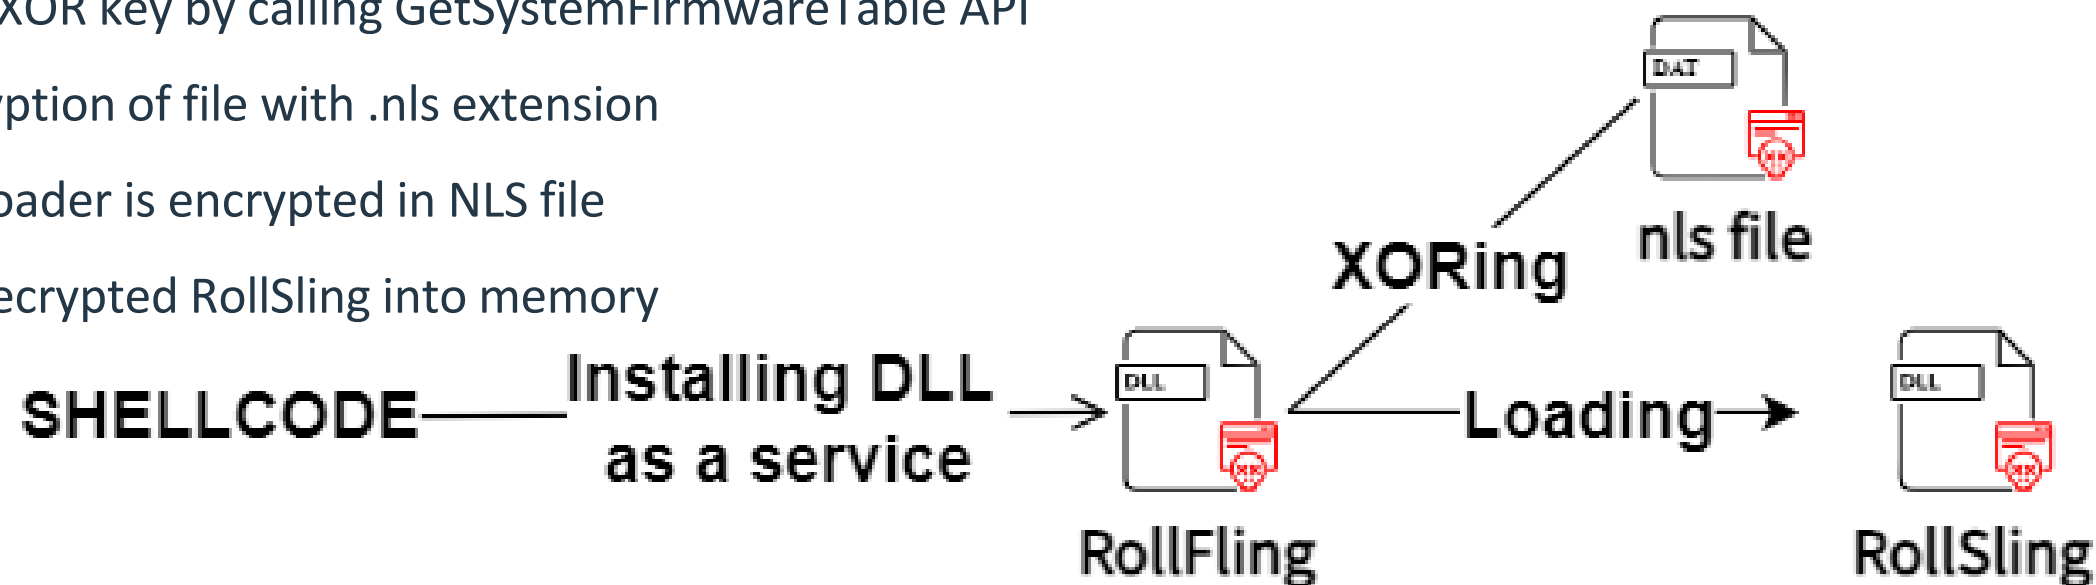 XOR key by calling GetSystemFirmwareTable API
yption of file with .nls extension
oader is encrypted in NLS file
ecrypted RollSling into memory
DAT
nls file
XORing
SHELLCODE
Installing DLL
as a service
DLL
RollFling
Loading
DLL
RollSling